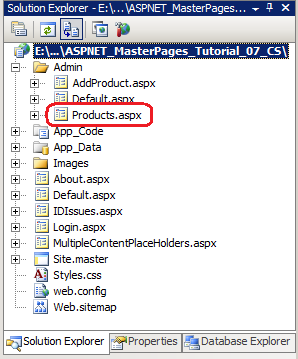 Solution Explorer - E:\...\ASPNET_MasterPages...
E:\...\ASPNET_MasterPages_Tutorial_07_CS\
Admin
AddProduct.aspx
Default.aspx
Products.aspx
App_Code
App_Data
Images
About.aspx
Default.aspx
IDIssues.aspx
Login.aspx
MultipleContentPlaceHolders.aspx
Site.master
Styles.css
web.config
Web.sitemap
Solution Explorer Properties Database Explorer